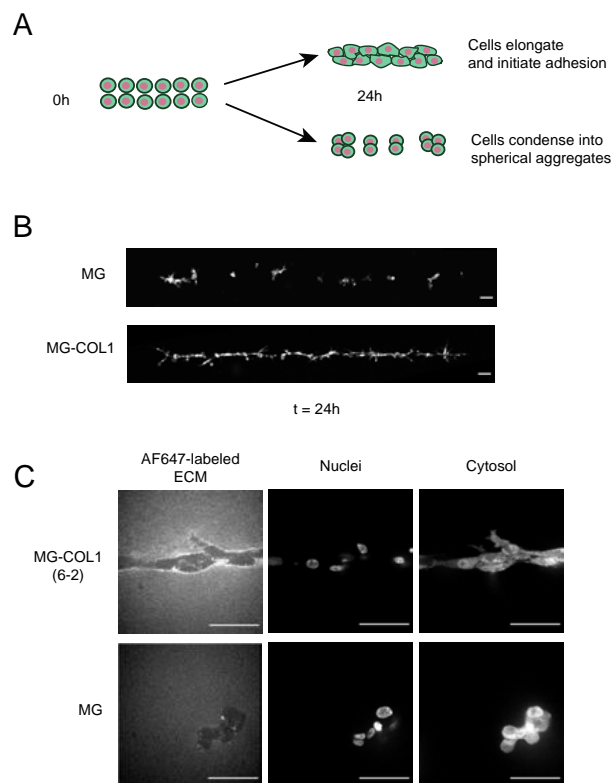 A
0h
24h
Cells elongate
and initiate adhesion
Cells condense into
spherical aggregates
B
MG
MG-COL1
t = 24h
C
AF647-labeled
ECM
Nuclei
Cytosol
MG-COL1
(6-2)
MG